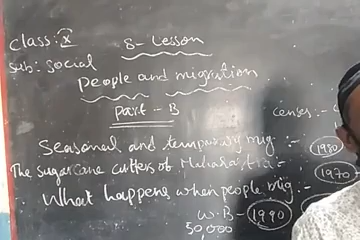 Class: X
8 - Lesson
Sub: Social
People and migration
Part - B
censes -
Seasonal and temporary mig :- 1980
The sugarcane cutters of Maharastra - 1970
What happens when people mig :-
W.B - 1990
50,000